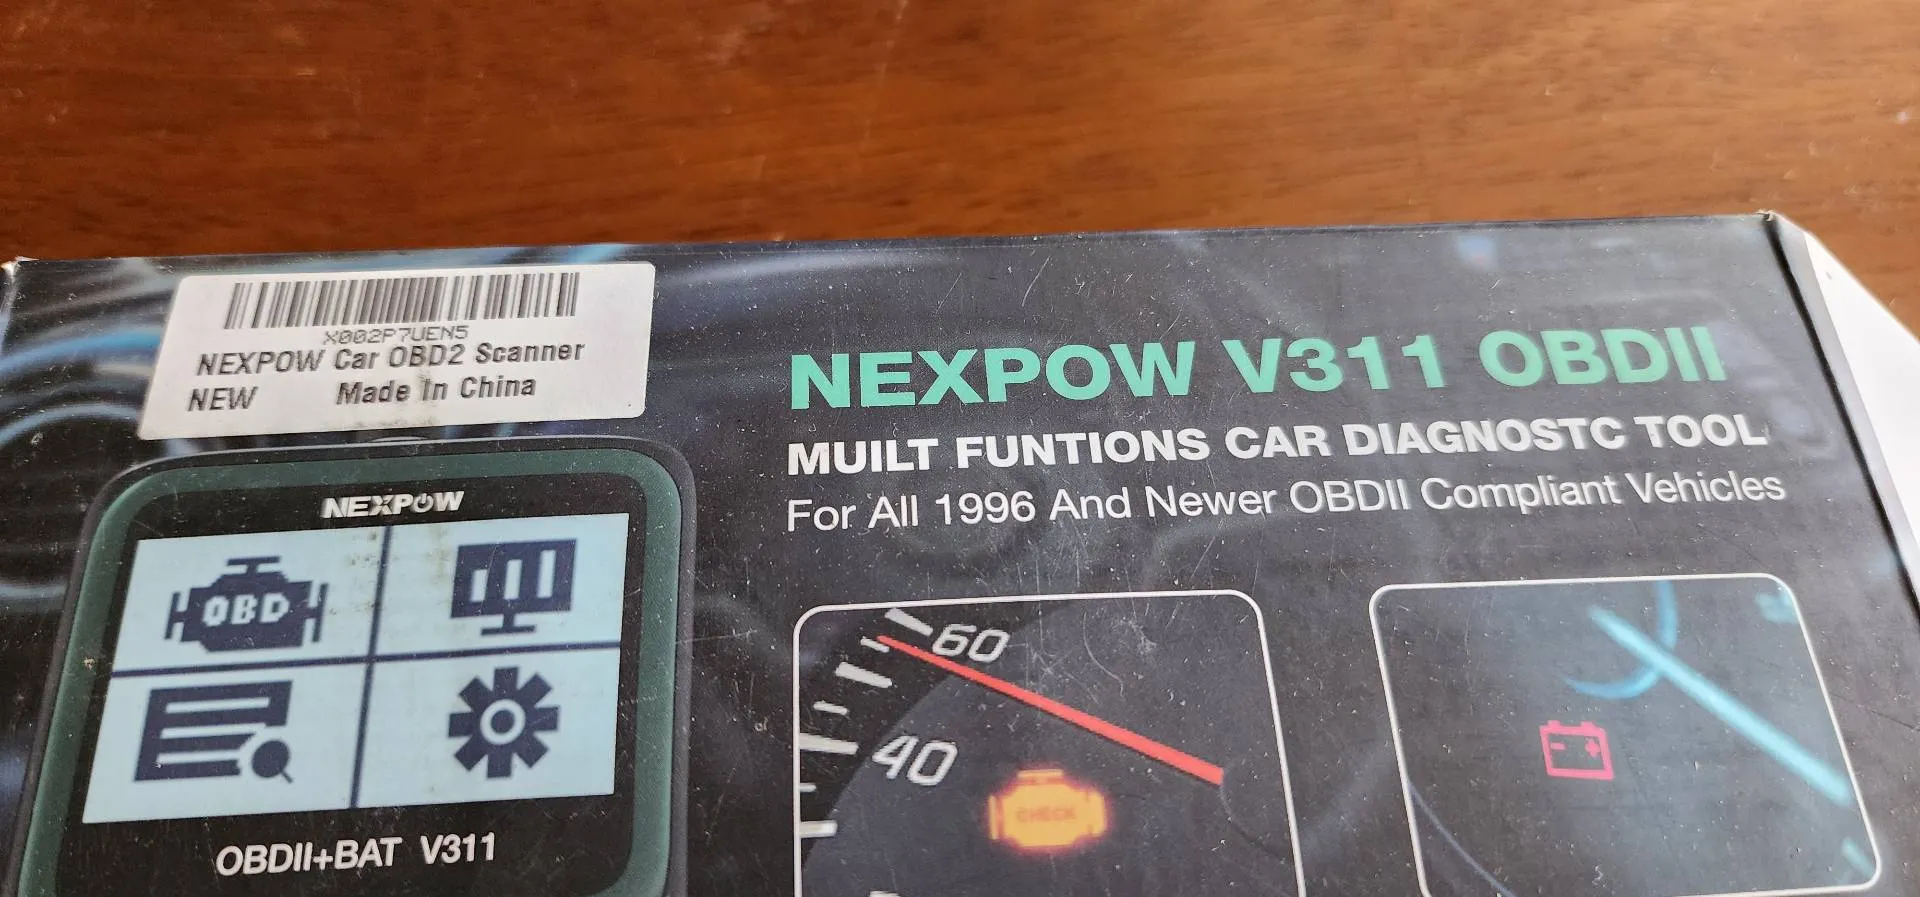 X002P7UEN5
NEXPOW Car OBD2 Scanner
NEW Made In China
NEXPOW V311 OBDII
MUILT FUNTIONS CAR DIAGNOSTC TOOL
For All 1996 And Newer OBDII Compliant Vehicles
NEXPOW
OBD
OBDII+BAT V311
60
40
CHECK